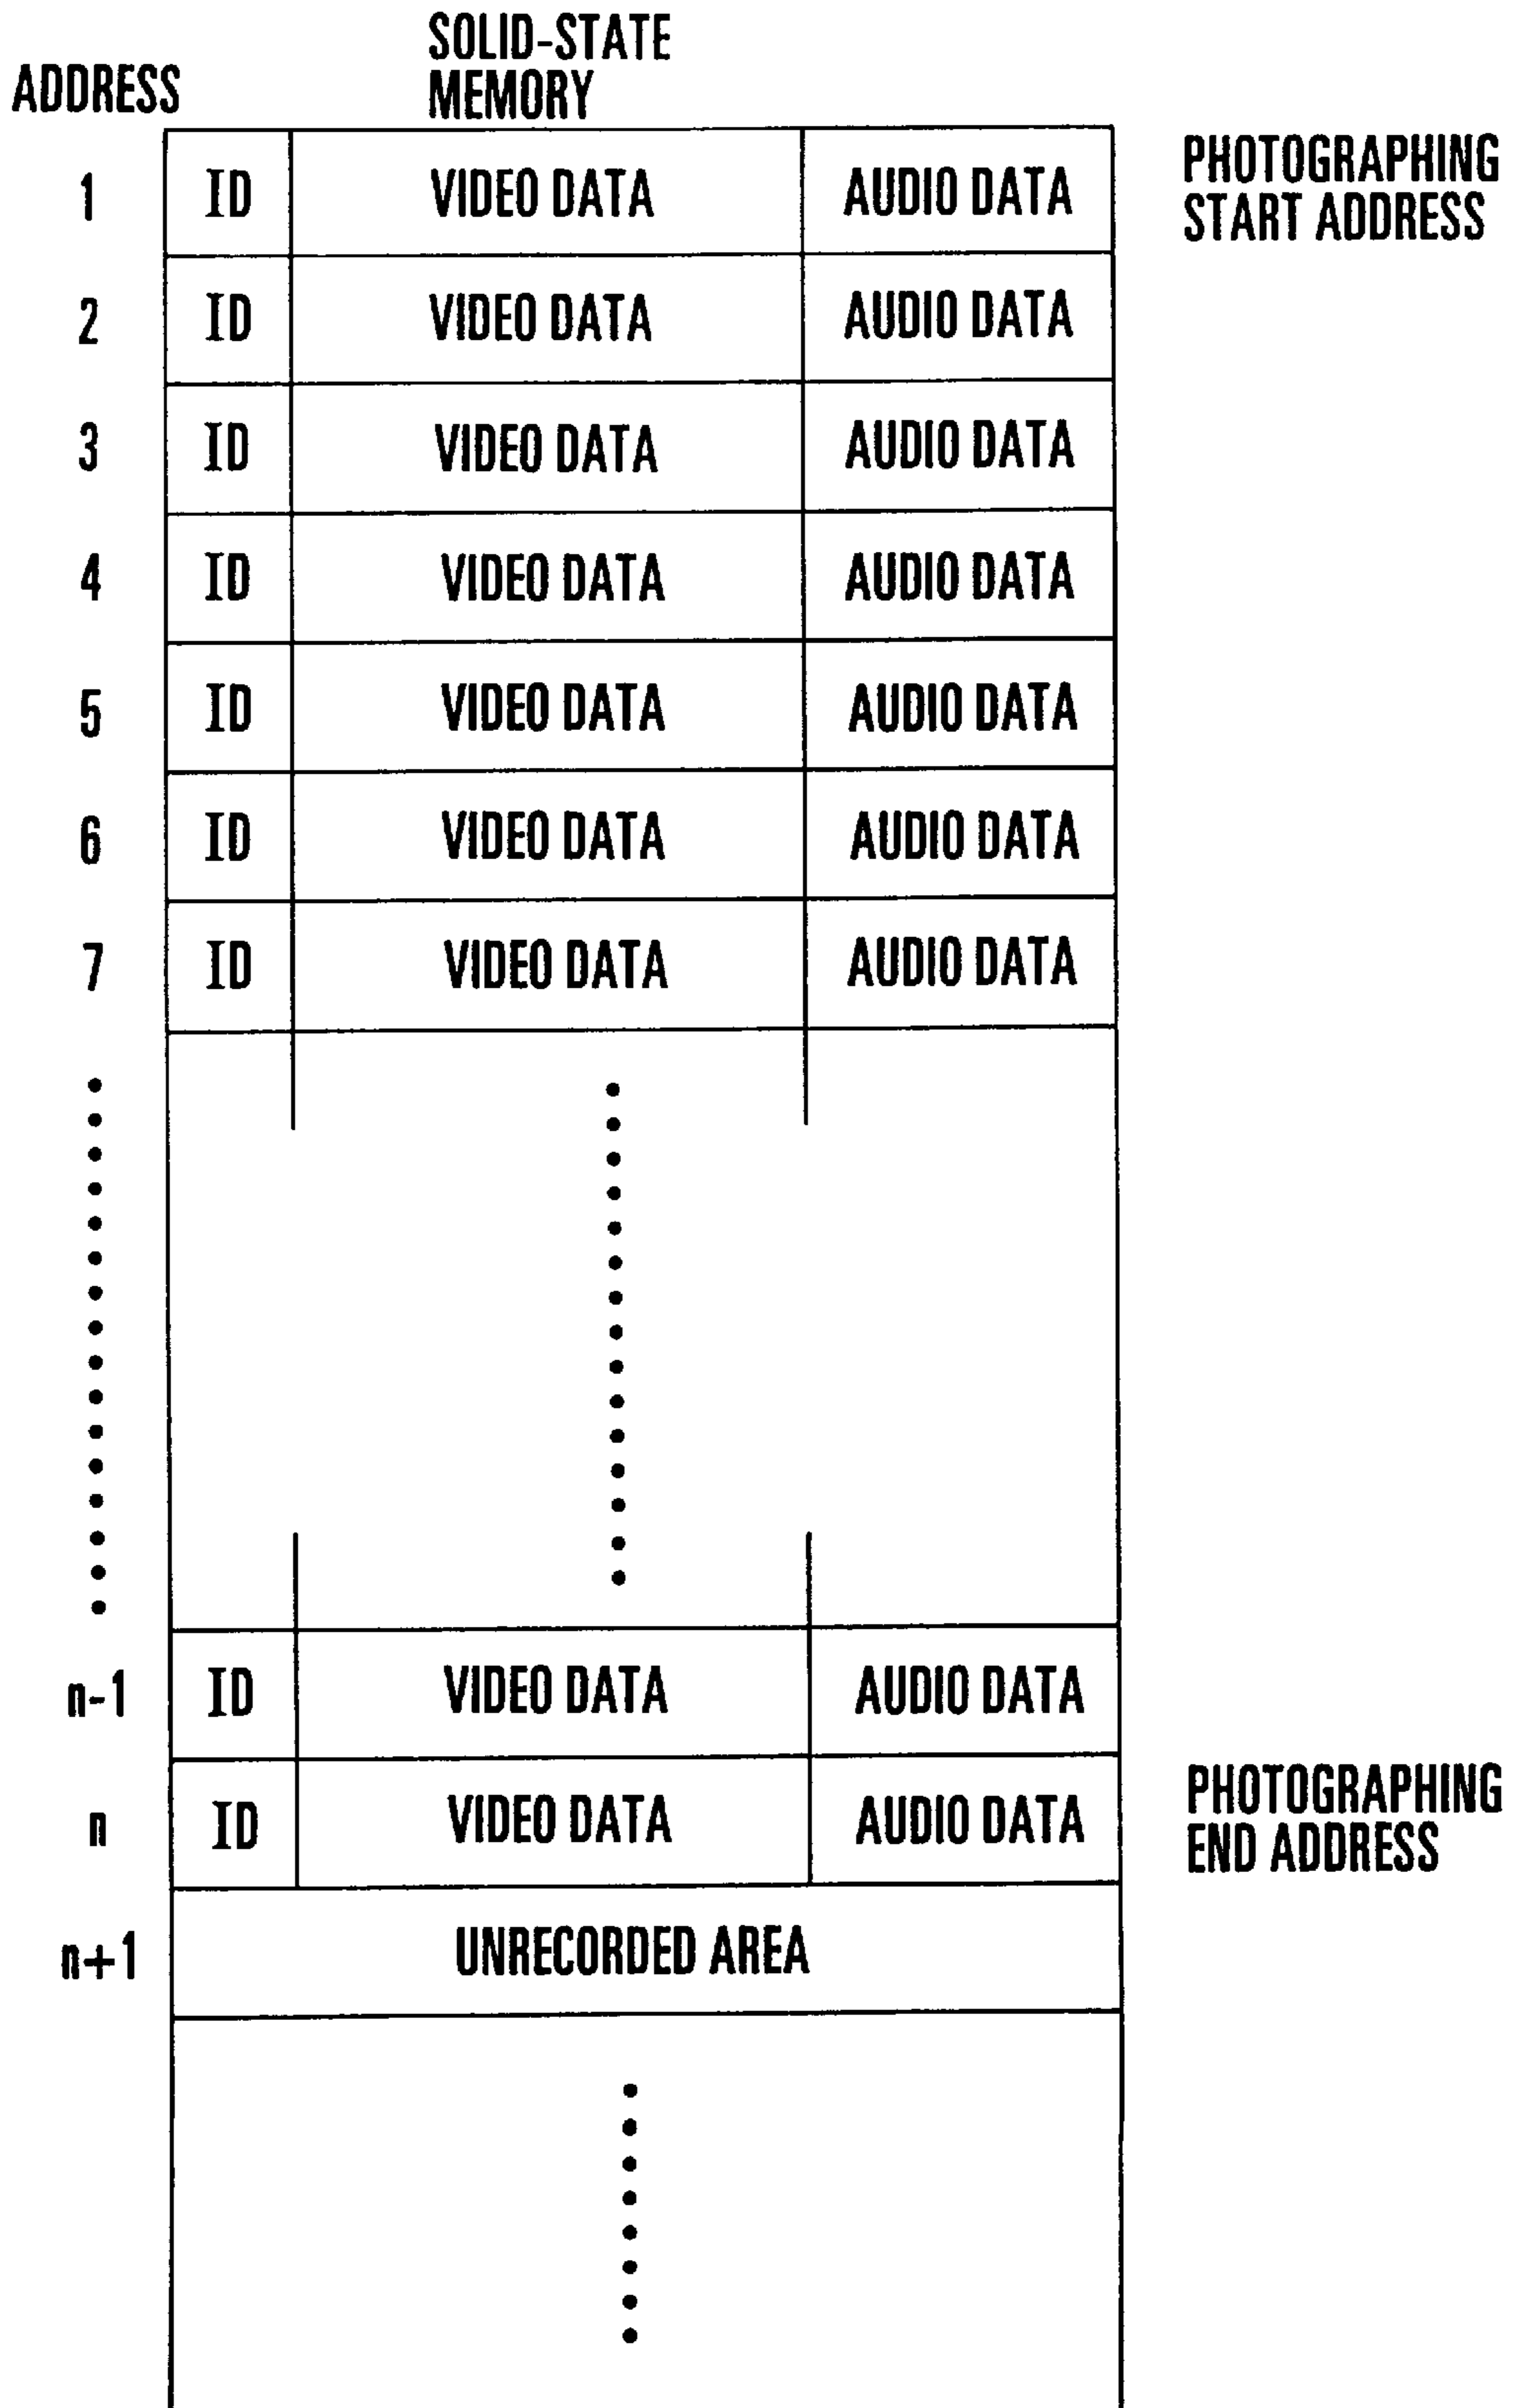 SOLID-STATE
MEMORY
ADDRESS
1 ID VIDEO DATA AUDIO DATA PHOTOGRAPHING
START ADDRESS
2 ID VIDEO DATA AUDIO DATA
3 ID VIDEO DATA AUDIO DATA
4 ID VIDEO DATA AUDIO DATA
5 ID VIDEO DATA AUDIO DATA
6 ID VIDEO DATA AUDIO DATA
7 ID VIDEO DATA AUDIO DATA
n-1 ID VIDEO DATA AUDIO DATA
n ID VIDEO DATA AUDIO DATA PHOTOGRAPHING
END ADDRESS
n+1 UNRECORDED AREA